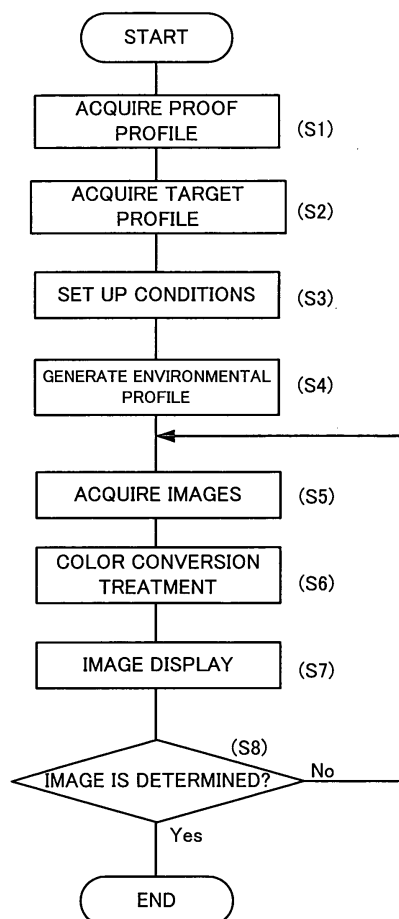 START
ACQUIRE PROOF
PROFILE
(S1)
ACQUIRE TARGET
PROFILE
(S2)
SET UP CONDITIONS
(S3)
GENERATE ENVIRONMENTAL
PROFILE
(S4)
ACQUIRE IMAGES
(S5)
COLOR CONVERSION
TREATMENT
(S6)
IMAGE DISPLAY
(S7)
(S8)
IMAGE IS DETERMINED?
No
Yes
END